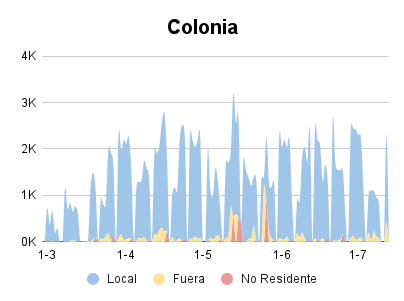 Colonia
4K
3K
2K
1K
0K
1-3 1-4 1-5 1-6 1-7
Local Fuera No Residente